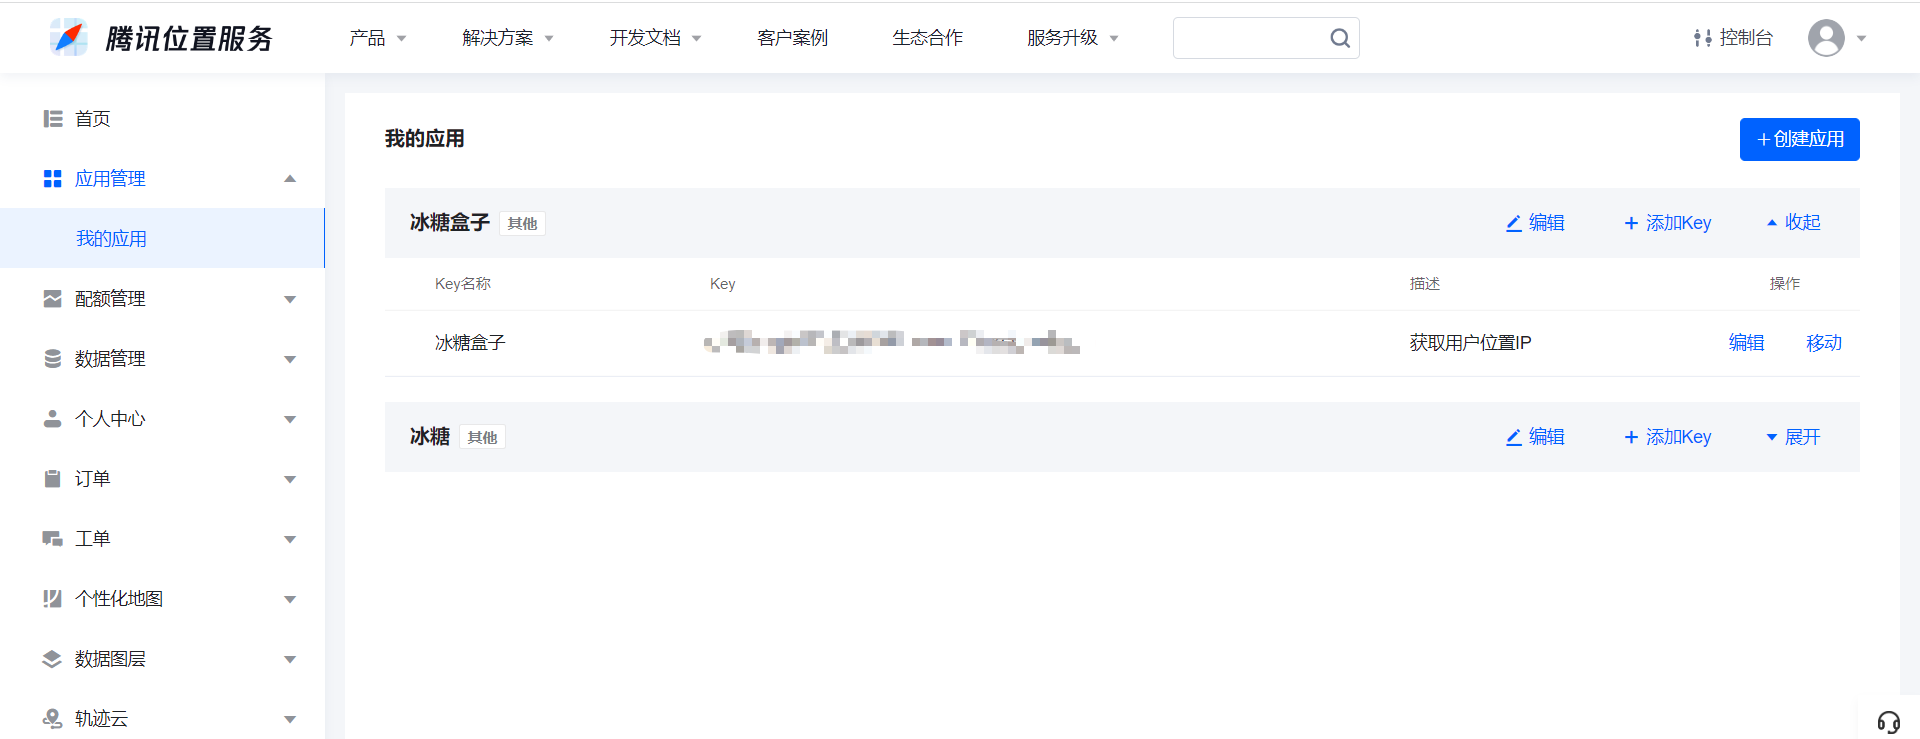 腾讯位置服务 产品 解决方案 开发文档 客户案例 生态合作 服务升级 控制台
首页
应用管理
我的应用
配额管理
数据管理
个人中心
订单
工单
个性化地图
数据图层
轨迹云
我的应用
+创建应用
冰糖盒子 其他 编辑 + 添加Key 收起
Key名称 Key 描述 操作
冰糖盒子 获取用户位置IP 编辑 移动
冰糖 其他 编辑 + 添加Key 展开